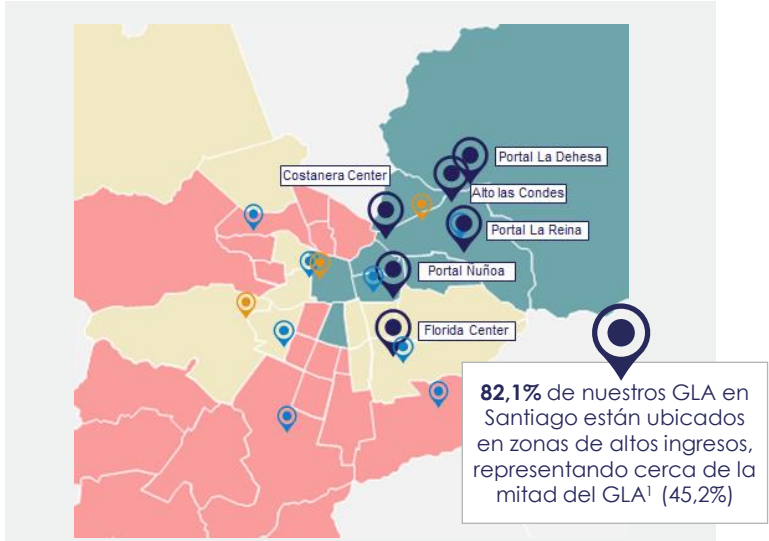 Portal La Dehesa
Costanera Center
Alto las Condes
Portal La Reina
Portal Ñuñoa
Florida Center
82,1% de nuestros GLA en
Santiago están ubicados
en zonas de altos ingresos,
representando cerca de la
mitad del GLA¹ (45,2%)